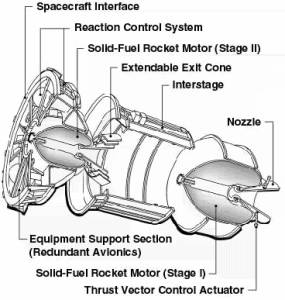 Spacecraft Interface
Reaction Control System
Solid-Fuel Rocket Motor (Stage II)
Extendable Exit Cone
Interstage
Nozzle
Equipment Support Section
(Redundant Avionics)
Solid-Fuel Rocket Motor (Stage I)
Thrust Vector Control Actuator